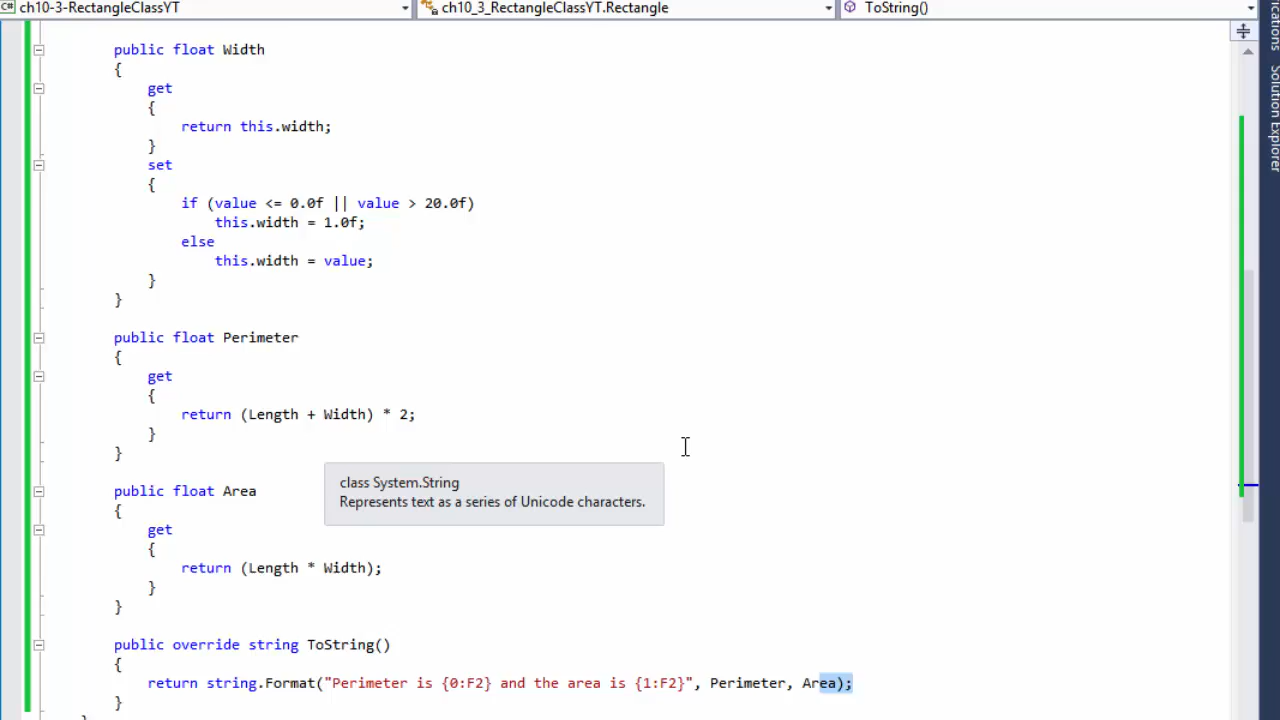 ch10-3-RectangleClassYT ch10_3_RectangleClassYT.Rectangle ToString()
public float Width
{
get
{
return this.width;
}
set
{
if (value <= 0.0f || value > 20.0f)
this.width = 1.0f;
else
this.width = value;
}
}
public float Perimeter
{
get
{
return (Length + Width) * 2;
}
}
class System.String
Represents text as a series of Unicode characters.
public float Area
{
get
{
return (Length * Width);
}
}
public override string ToString()
{
return string.Format("Perimeter is {0:F2} and the area is {1:F2}", Perimeter, Area);
}
Solution Explorer